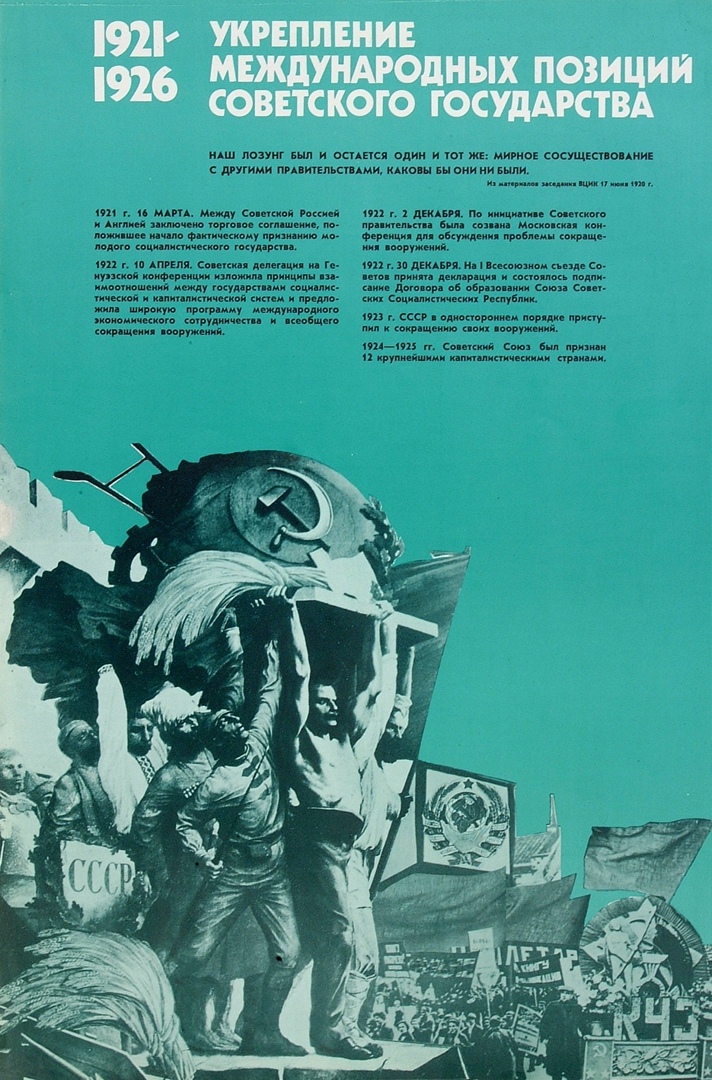 1921-
1926
УКРЕПЛЕНИЕ
МЕЖДУНАРОДНЫХ ПОЗИЦИЙ
СОВЕТСКОГО ГОСУДАРСТВА
НАШ ЛОЗУНГ БЫЛ И ОСТАЕТСЯ ОДИН И ТОТ ЖЕ: МИРНОЕ СОСУЩЕСТВОВАНИЕ
С ДРУГИМИ ПРАВИТЕЛЬСТВАМИ, КАКОВЫ БЫ ОНИ НИ БЫЛИ.
Из материалов заседания ВЦИК 17 июня 1920 г.
1921 г. 16 МАРТА. Между Советской Россией
и Англией заключено торговое соглашение, по-
ложившее начало фактическому признанию мо-
лодого социалистического государства.
1922 г. 10 АПРЕЛЯ. Советская делегация на Ге-
нуэзской конференции изложила принципы вза-
имоотношений между государствами социалис-
тической и капиталистической систем и предло-
жила широкую программу международного
экономического сотрудничества и всеобщего
сокращения вооружений.
1922 г. 2 ДЕКАБРЯ. По инициативе Советского
правительства была созвана Московская кон-
ференция для обсуждения проблемы сокраще-
ния вооружений.
1922 г. 30 ДЕКАБРЯ. На I Всесоюзном съезде Со-
ветов принята декларация и состоялось подпи-
сание Договора об образовании Союза Совет-
ских Социалистических Республик.
1923 г. СССР в одностороннем порядке присту-
пил к сокращению своих вооружений.
1924—1925 гг. Советский Союз был признан
12 крупнейшими капиталистическими странами.
СССР